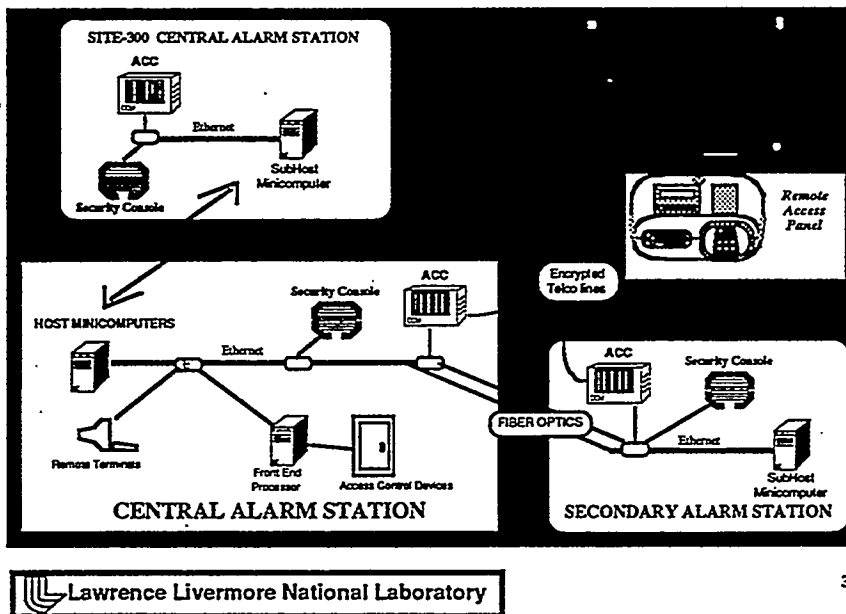 SITE-300 CENTRAL ALARM STATION
ACC
Ethernet
SubHost
Minicomputer
Security Console
Remote
Access
Panel
Encrypted
Telco lines
HOST MINICOMPUTERS
Security Console
ACC
Ethernet
Remote Terminals
Front End
Processor
Access Control Devices
CENTRAL ALARM STATION
FIBER OPTICS
ACC
Security Console
Ethernet
SubHost
Minicomputer
SECONDARY ALARM STATION
Lawrence Livermore National Laboratory
3